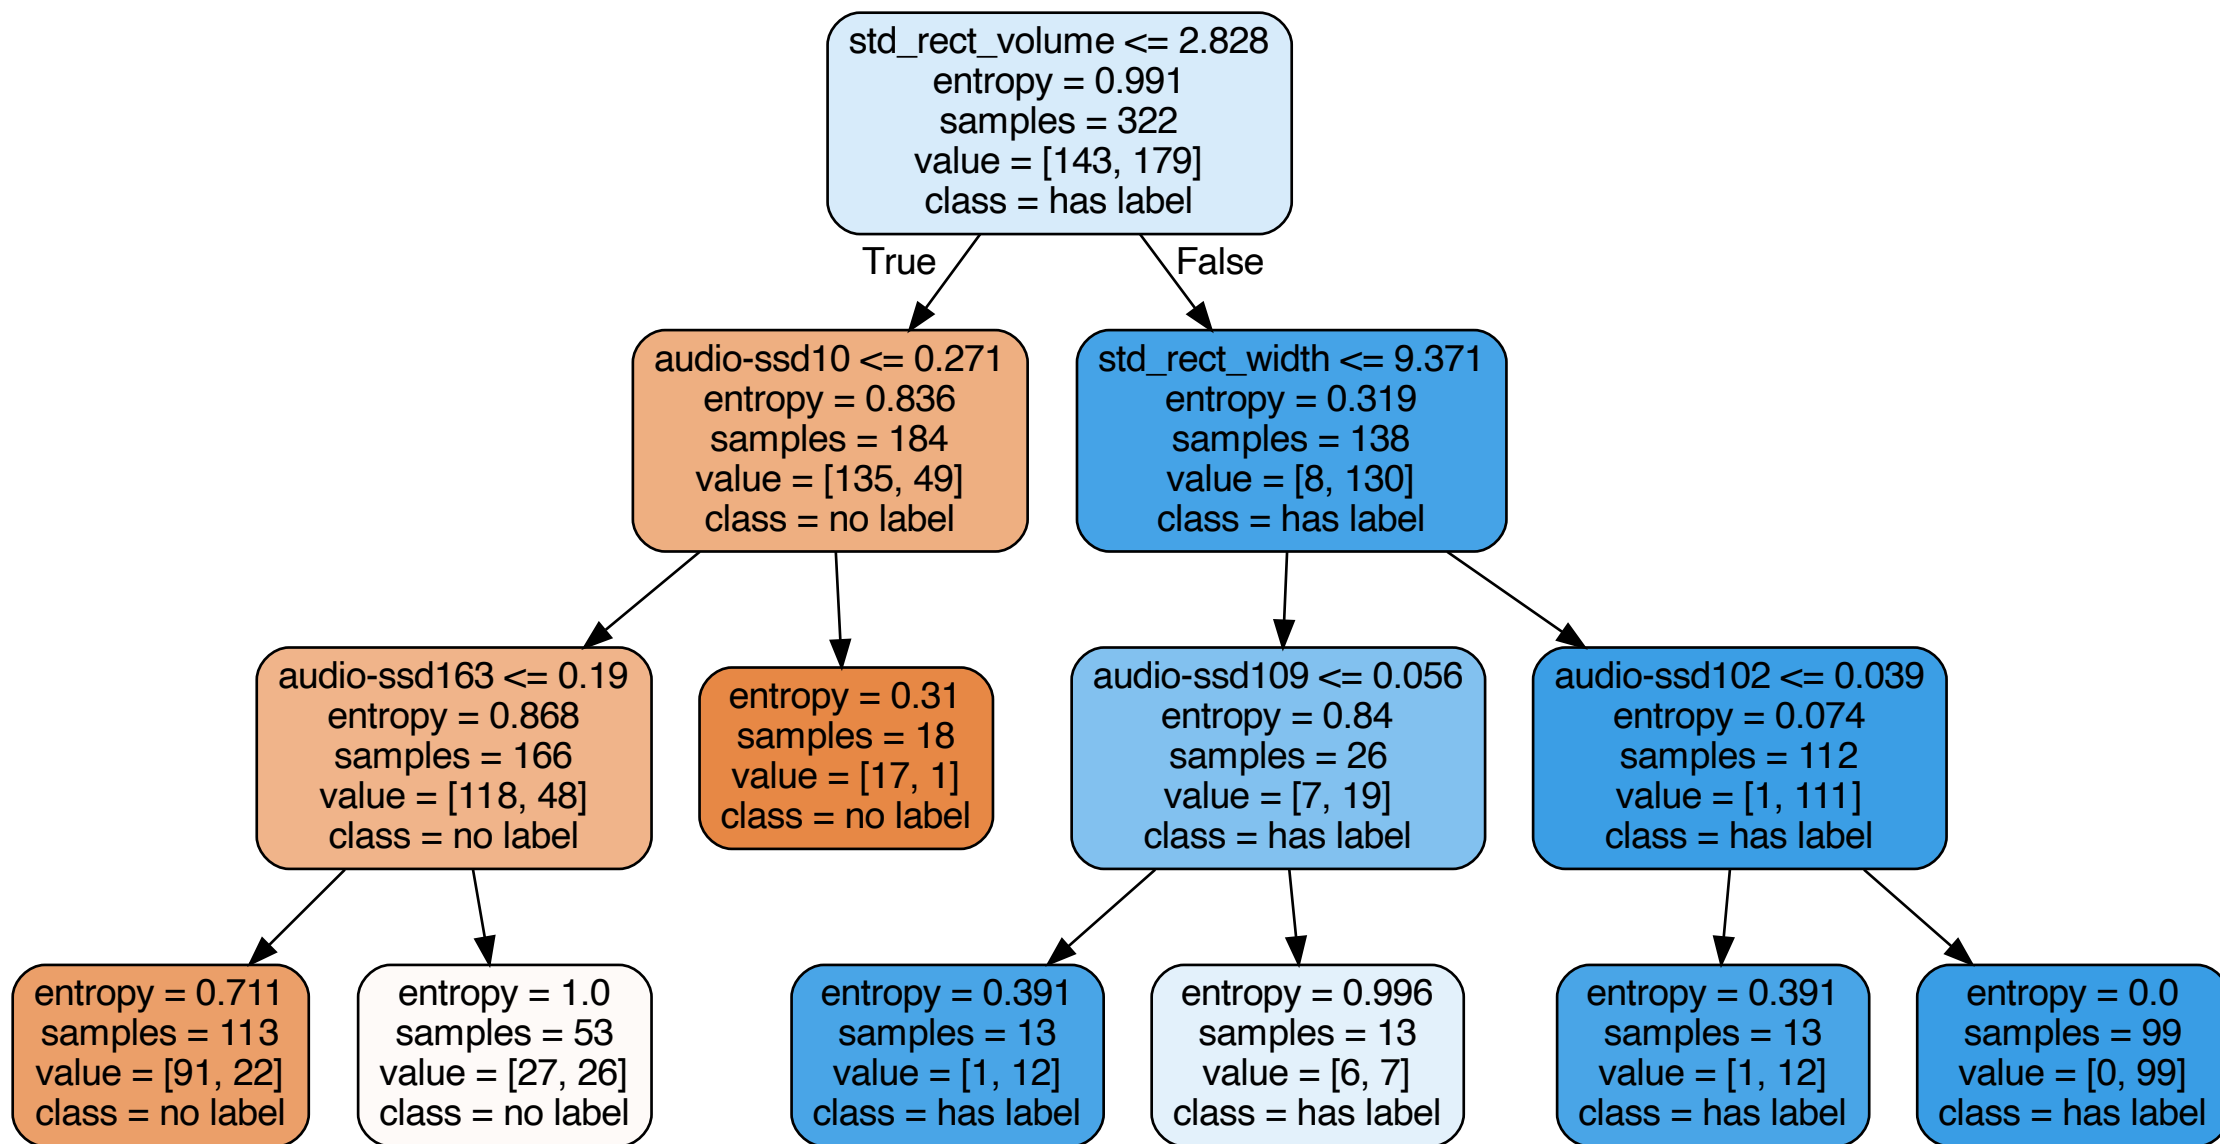 std_rect_volume <= 2.828
entropy = 0.991
samples = 322
value = [143, 179]
class = has label
True
False
audio-ssd10 <= 0.271
entropy = 0.836
samples = 184
value = [135, 49]
class = no label
std_rect_width <= 9.371
entropy = 0.319
samples = 138
value = [8, 130]
class = has label
audio-ssd163 <= 0.19
entropy = 0.868
samples = 166
value = [118, 48]
class = no label
entropy = 0.31
samples = 18
value = [17, 1]
class = no label
audio-ssd109 <= 0.056
entropy = 0.84
samples = 26
value = [7, 19]
class = has label
audio-ssd102 <= 0.039
entropy = 0.074
samples = 112
value = [1, 111]
class = has label
entropy = 0.711
samples = 113
value = [91, 22]
class = no label
entropy = 1.0
samples = 53
value = [27, 26]
class = no label
entropy = 0.391
samples = 13
value = [1, 12]
class = has label
entropy = 0.996
samples = 13
value = [6, 7]
class = has label
entropy = 0.391
samples = 13
value = [1, 12]
class = has label
entropy = 0.0
samples = 99
value = [0, 99]
class = has label